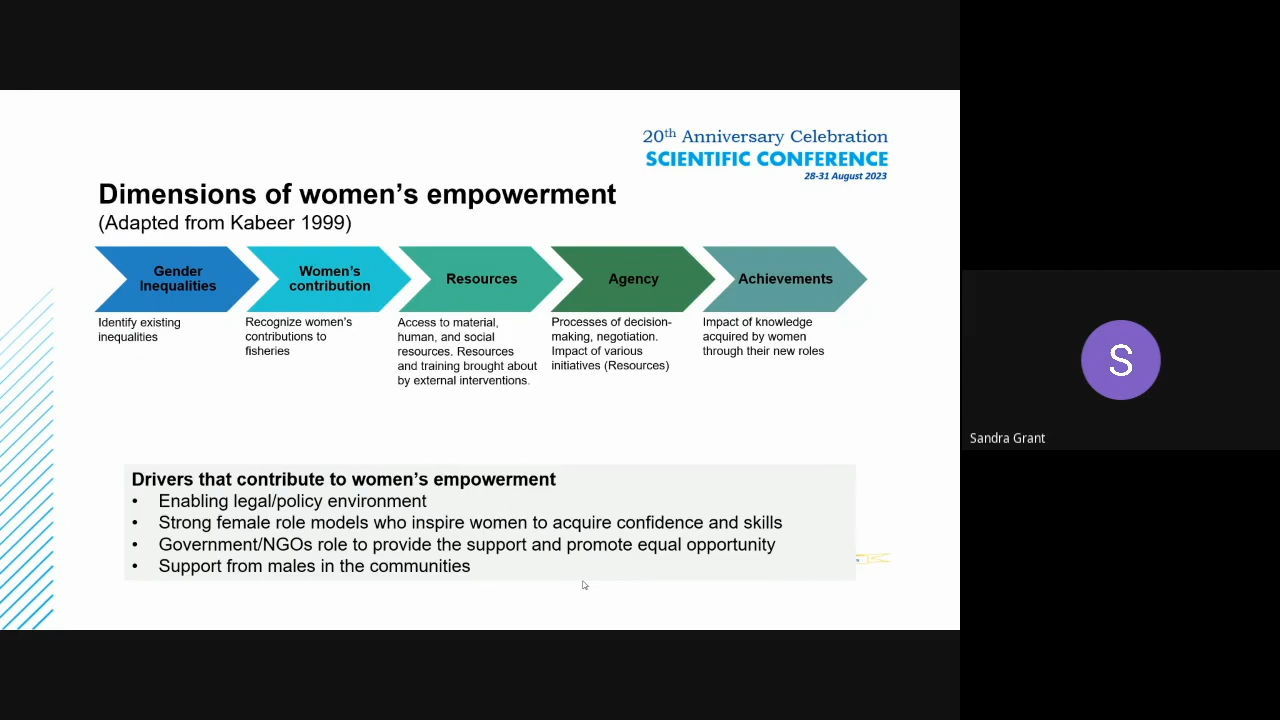 20th Anniversary Celebration
SCIENTIFIC CONFERENCE
28-31 August 2023
Dimensions of women’s empowerment
(Adapted from Kabeer 1999)
Gender
Inequalities
Identify existing
inequalities
Women’s
contribution
Recognize women’s
contributions to
fisheries
Resources
Access to material,
human, and social
resources. Resources
and training brought about
by external interventions.
Agency
Processes of decision-
making, negotiation.
Impact of various
initiatives (Resources)
Achievements
Impact of knowledge
acquired by women
through their new roles
Drivers that contribute to women’s empowerment
• Enabling legal/policy environment
• Strong female role models who inspire women to acquire confidence and skills
• Government/NGOs role to provide the support and promote equal opportunity
• Support from males in the communities
S
Sandra Grant